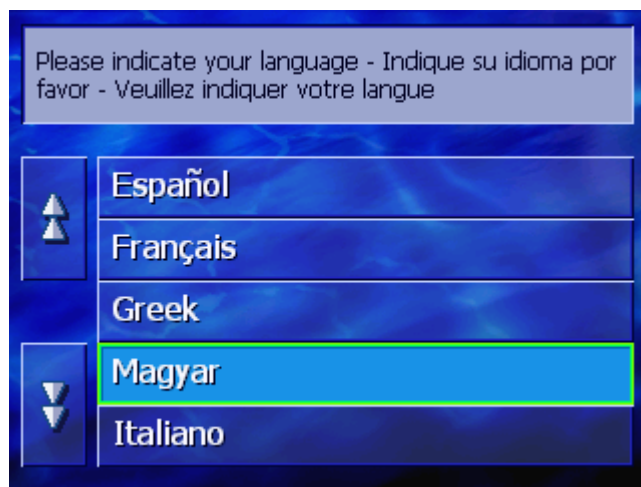 Please indicate your language - Indique su idioma por
favor - Veuillez indiquer votre langue
Español
Français
Greek
Magyar
Italiano